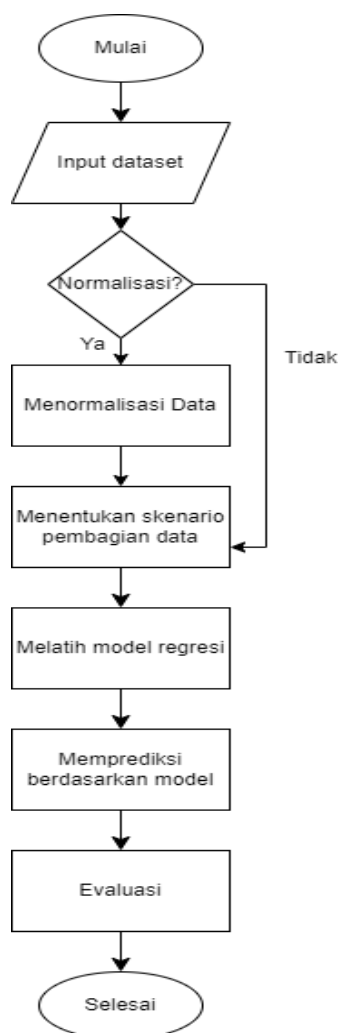 Mulai
Input dataset
Normalisasi?
Ya
Tidak
Menormalisasi Data
Menentukan skenario
pembagian data
Melatih model regresi
Memprediksi
berdasarkan model
Evaluasi
Selesai